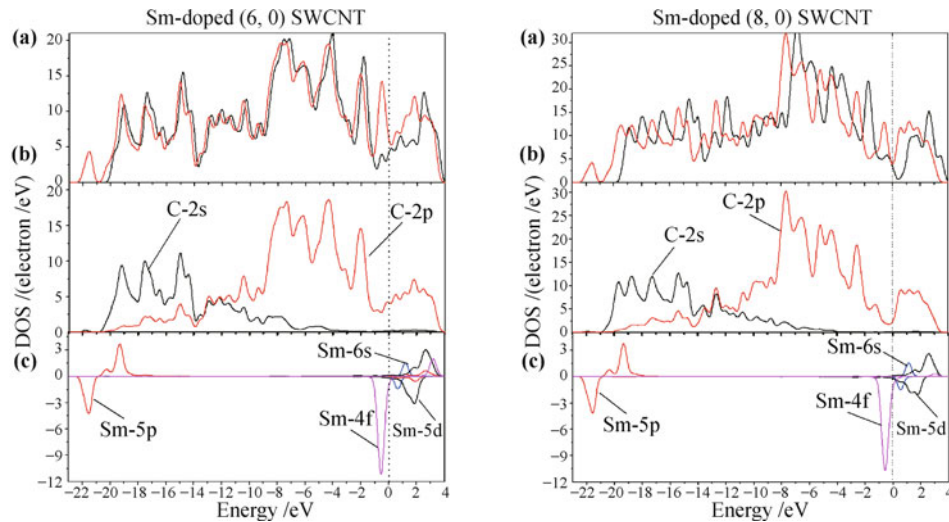 Sm-doped (6, 0) SWCNT
(a)
20
15
10
5
0
(b)
20
15
10
5
0
C-2s
C-2p
(c)
3
0
−3
−6
−9
−12
Sm-5p
Sm-6s
Sm-4f
Sm-5d
DOS /(electron /eV)
−22 −20 −18 −16 −14 −12 −10 −8 −6 −4 −2 0 2 4
Energy /eV
Sm-doped (8, 0) SWCNT
(a)
30
25
20
15
10
5
0
(b)
30
25
20
15
10
5
0
C-2s
C-2p
(c)
3
0
−3
−6
−9
−12
Sm-5p
Sm-6s
Sm-4f
Sm-5d
DOS /(electron /eV)
−22 −20 −18 −16 −14 −12 −10 −8 −6 −4 −2 0 2 4
Energy /eV